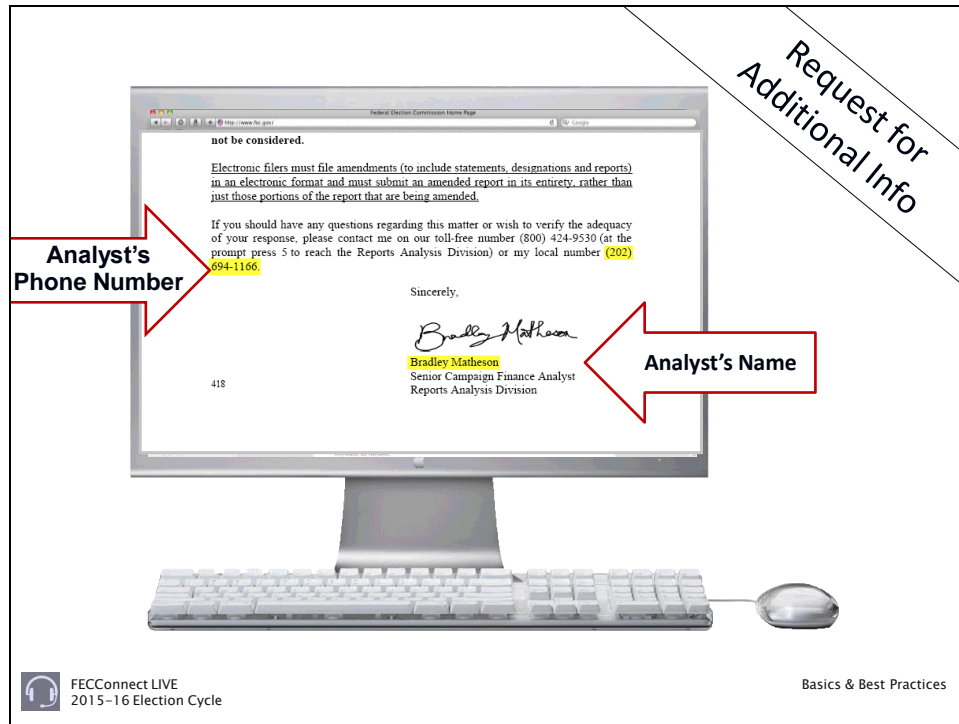 Request for
Additional Info
Federal Election Commission Home Page
http://www.fec.gov/
Google
not be considered.
Electronic filers must file amendments (to include statements, designations and reports)
in an electronic format and must submit an amended report in its entirety, rather than
just those portions of the report that are being amended.
If you should have any questions regarding this matter or wish to verify the adequacy
of your response, please contact me on our toll-free number (800) 424-9530 (at the
prompt press 5 to reach the Reports Analysis Division) or my local number (202)
694-1166.
Analyst's
Phone Number
Sincerely,
Bradley Matheson
Bradley Matheson
Analyst's Name
Senior Campaign Finance Analyst
418
Reports Analysis Division
FECConnect LIVE
2015-16 Election Cycle
Basics & Best Practices